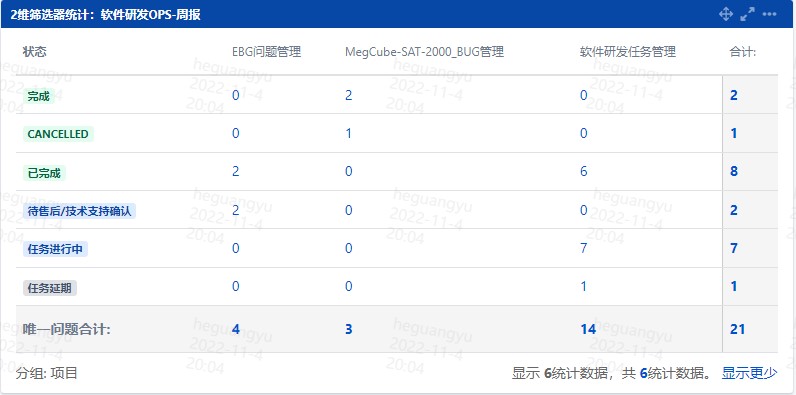 2维筛选器统计：软件研发OPS-周报
状态 EBG问题管理 MegCube-SAT-2000_BUG管理 软件研发任务管理 合计:
完成 0 2 0 2
CANCELLED 0 1 0 1
已完成 2 0 6 8
待售后/技术支持确认 2 0 0 2
任务进行中 0 0 7 7
任务延期 0 0 1 1
唯一问题合计: 4 3 14 21
分组: 项目 显示 6统计数据，共 6统计数据。 显示更少
heguangyu
2022-11-4
20:04